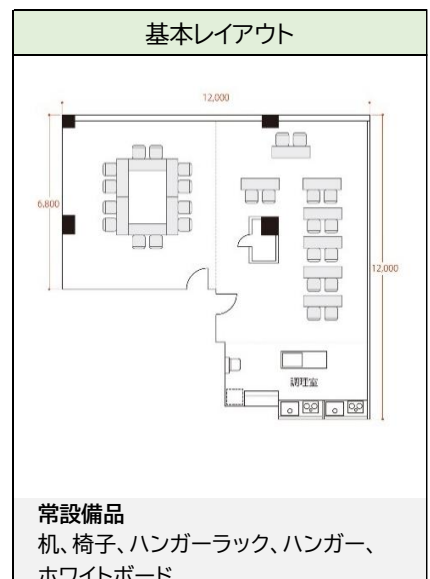 基本レイアウト
12,000
6,800
12,000
調理室
常設備品
机、椅子、ハンガーラック、ハンガー、
ホワイトボード